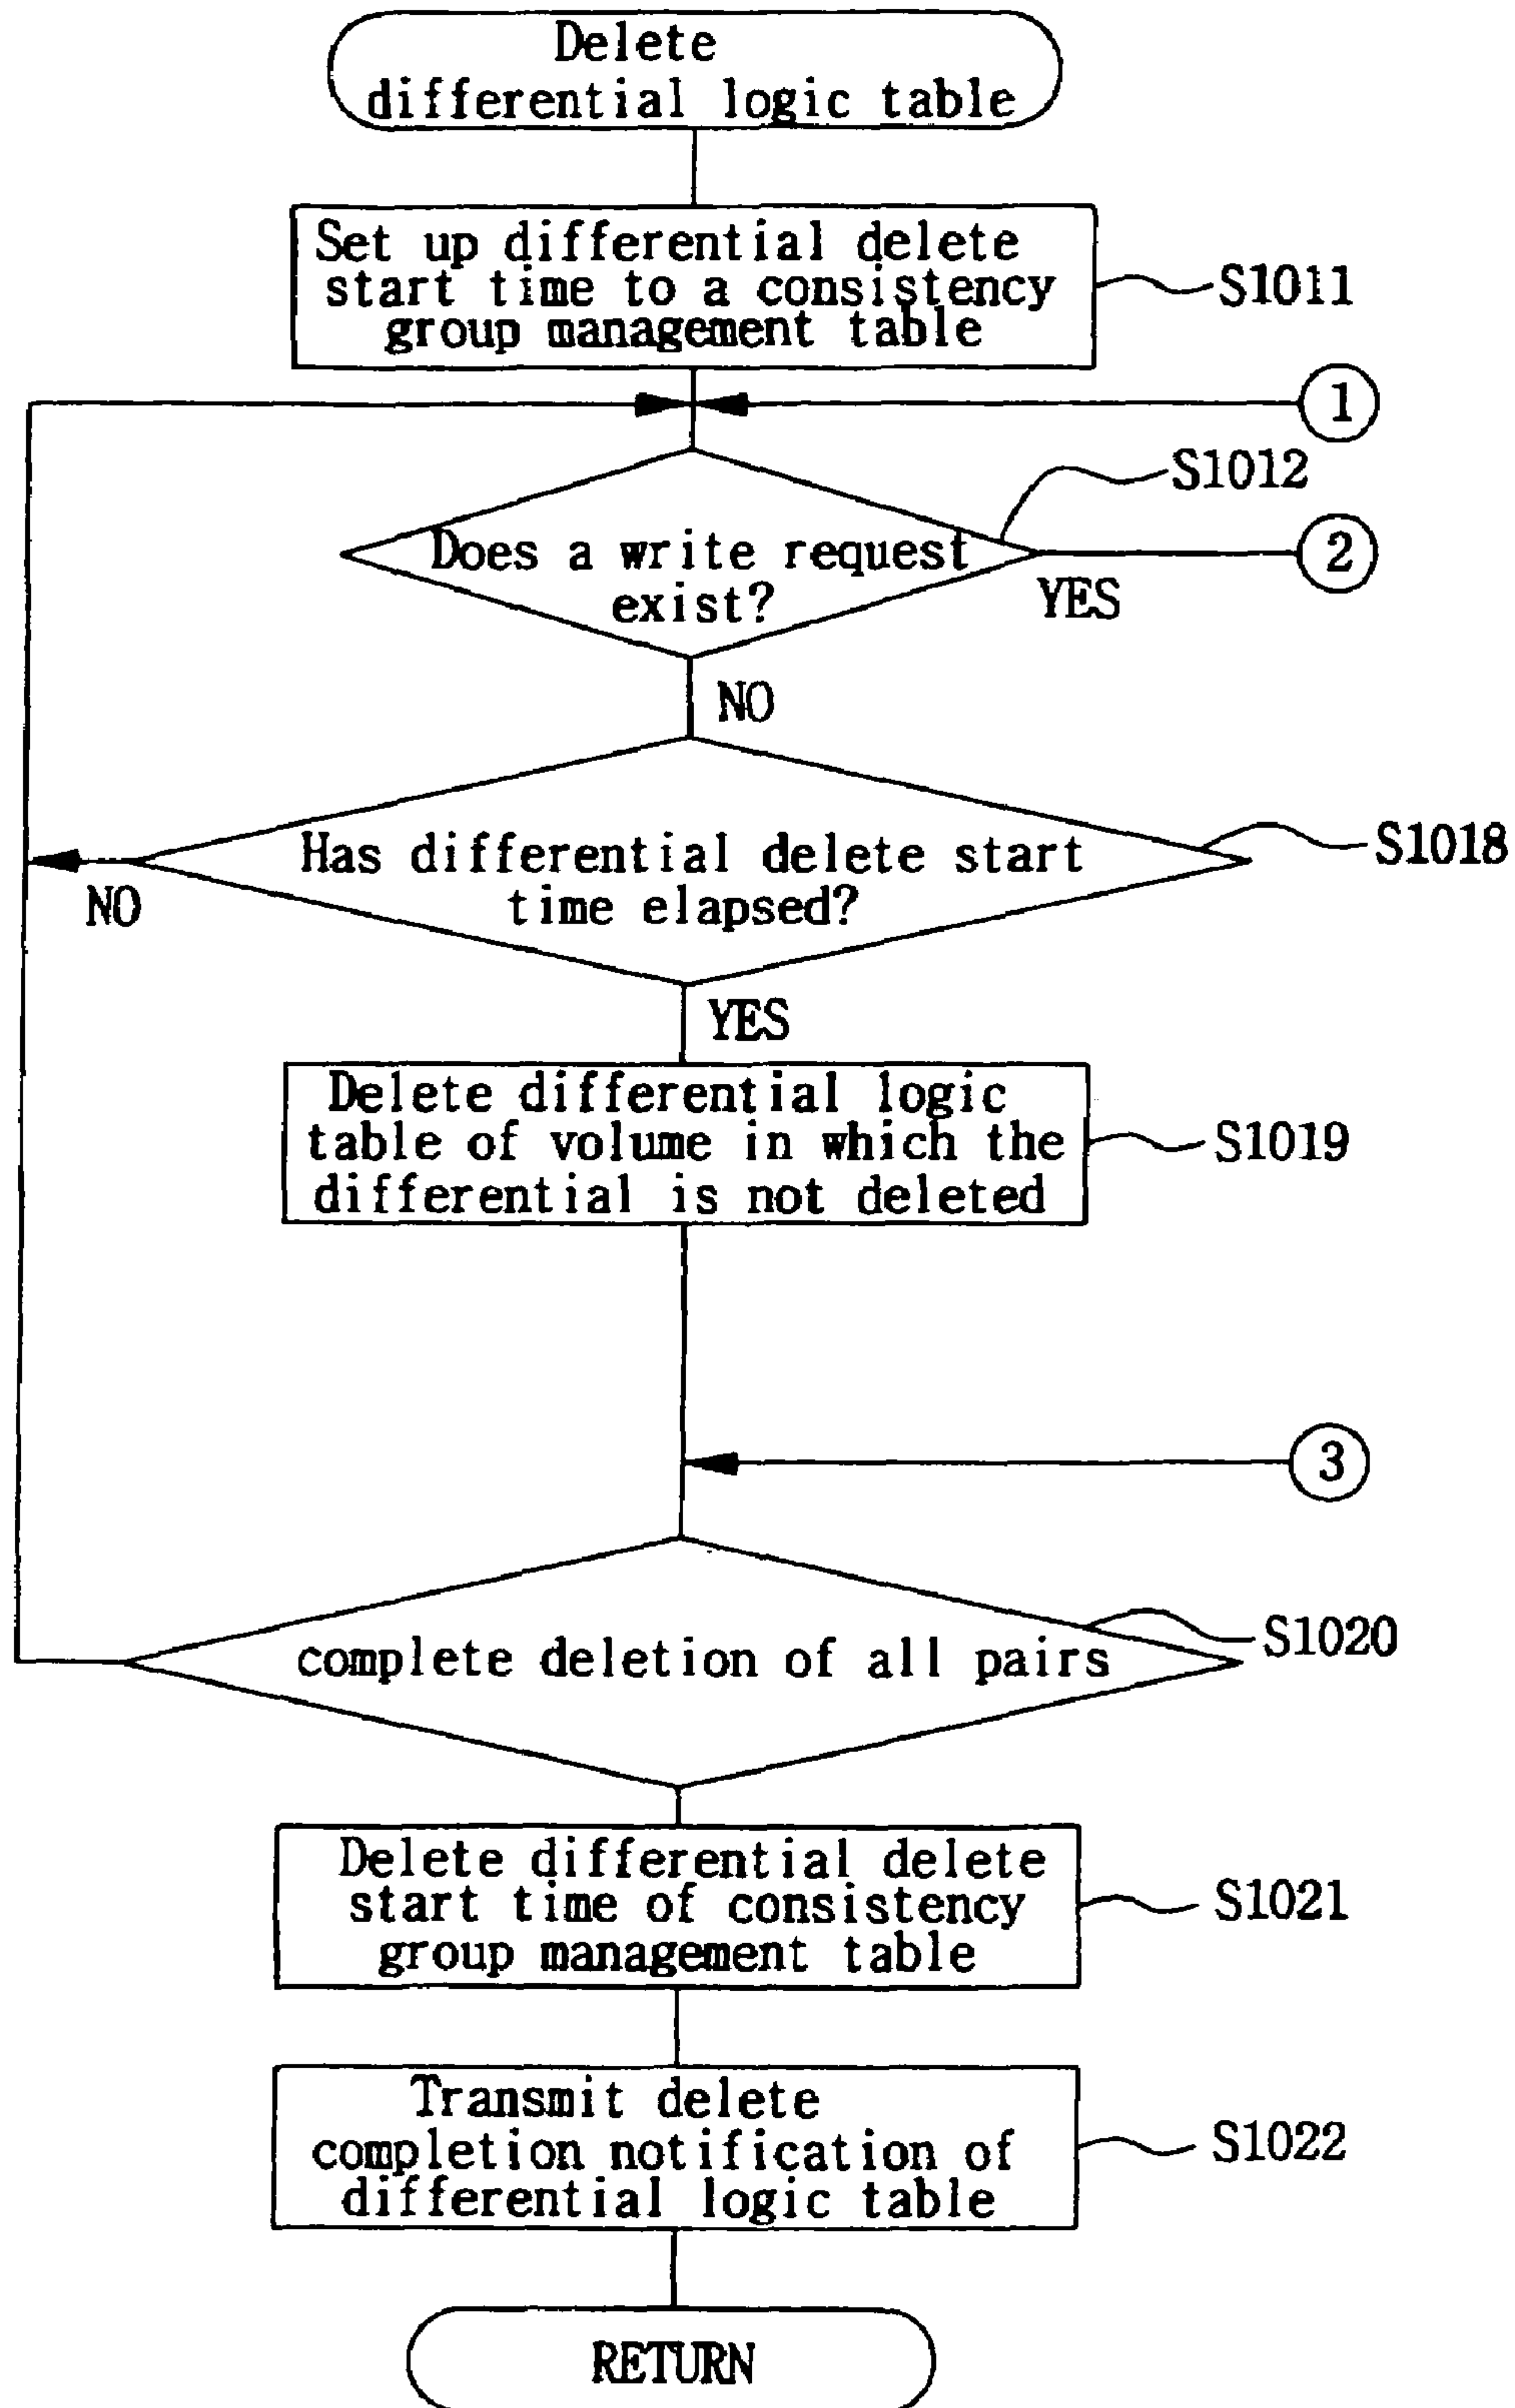 Delete
differential logic table
Set up differential delete
start time to a consistency
group management table
S1011
1
S1012
Does a write request
exist?
2
YES
NO
Has differential delete start
time elapsed?
S1018
NO
YES
Delete differential logic
table of volume in which the
differential is not deleted
S1019
3
complete deletion of all pairs
S1020
Delete differential delete
start time of consistency
group management table
S1021
Transmit delete
completion notification of
differential logic table
S1022
RETURN